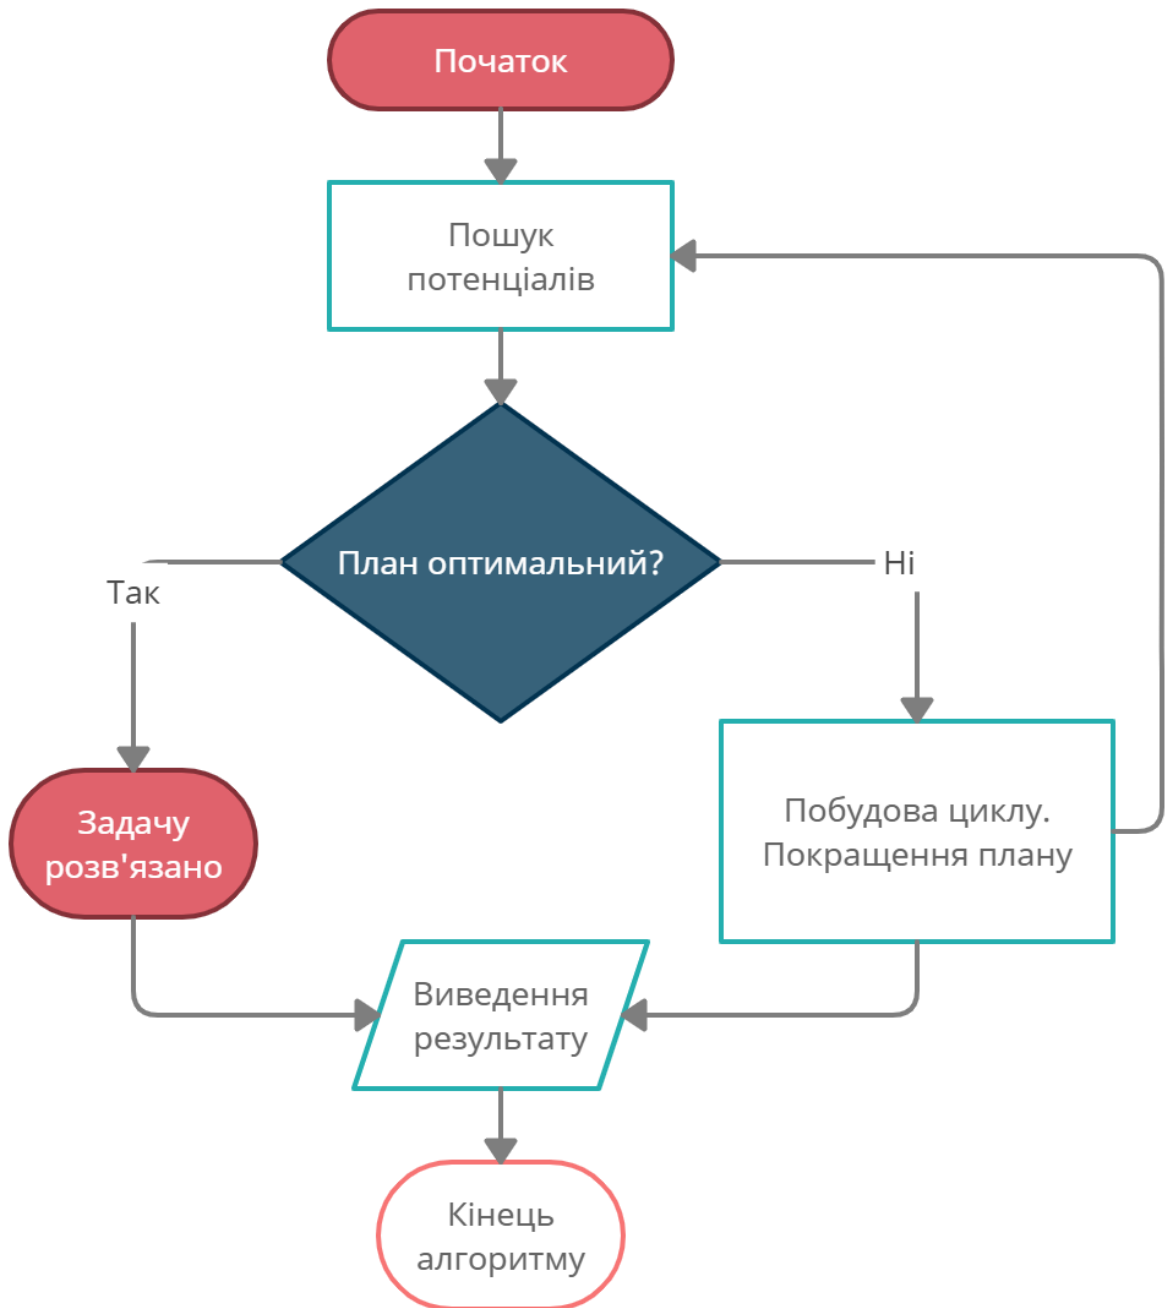 Початок
Пошук
потенціалів
План оптимальний?
Так
Ні
Задачу
розв'язано
Побудова циклу.
Покращення плану
Виведення
результату
Кінець
алгоритму